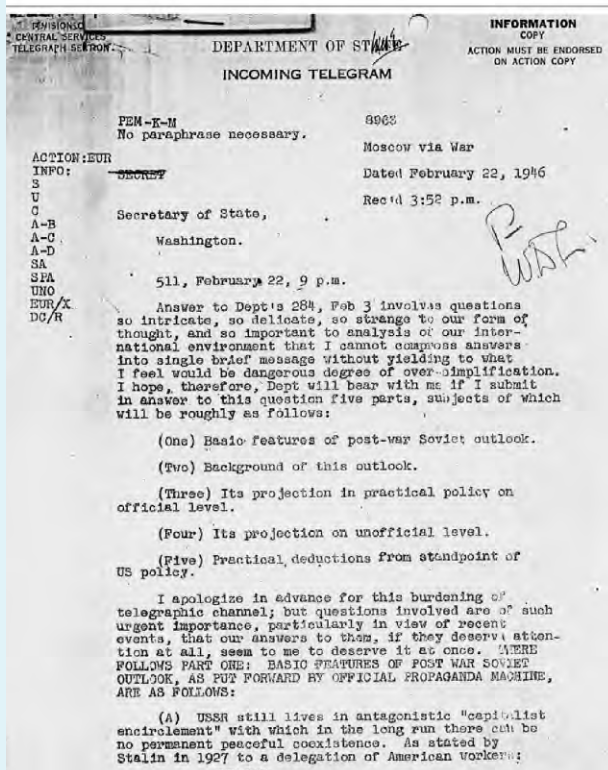 DIVISION OF
CENTRAL SERVICES
TELEGRAPH SECTION
DEPARTMENT OF STATE
INCOMING TELEGRAM
INFORMATION
COPY
ACTION MUST BE ENDORSED
ON ACTION COPY
PEM-K-M
No paraphrase necessary.
8963
Moscow via War
ACTION:EUR
INFO:
S
U
C
A-B
A-C
A-D
SA
SPA
UNO
EUR/X
DC/R
SECRET
Dated February 22, 1946
Rec'd 3:52 p.m.
Secretary of State,
Washington.
511, February 22, 9 p.m.
Answer to Dept's 284, Feb 3 involves questions
so intricate, so delicate, so strange to our form of
thought, and so important to analysis of our inter-
national environment that I cannot compress answers
into single brief message without yielding to what
I feel would be dangerous degree of over-simplification.
I hope, therefore, Dept will bear with me if I submit
in answer to this question five parts, subjects of which
will be roughly as follows:
(One) Basic features of post-war Soviet outlook.
(Two) Background of this outlook.
(Three) Its projection in practical policy on
official level.
(Four) Its projection on unofficial level.
(Five) Practical deductions from standpoint of
US policy.
I apologize in advance for this burdening of
telegraphic channel; but questions involved are of such
urgent importance, particularly in view of recent
events, that our answers to them, if they deserve atten-
tion at all, seem to me to deserve it at once. THERE
FOLLOWS PART ONE: BASIC FEATURES OF POST WAR SOVIET
OUTLOOK, AS PUT FORWARD BY OFFICIAL PROPAGANDA MACHINE,
ARE AS FOLLOWS:
(A) USSR still lives in antagonistic "capitalist
encirclement" with which in the long run there can be
no permanent peaceful coexistence. As stated by
Stalin in 1927 to a delegation of American workers: